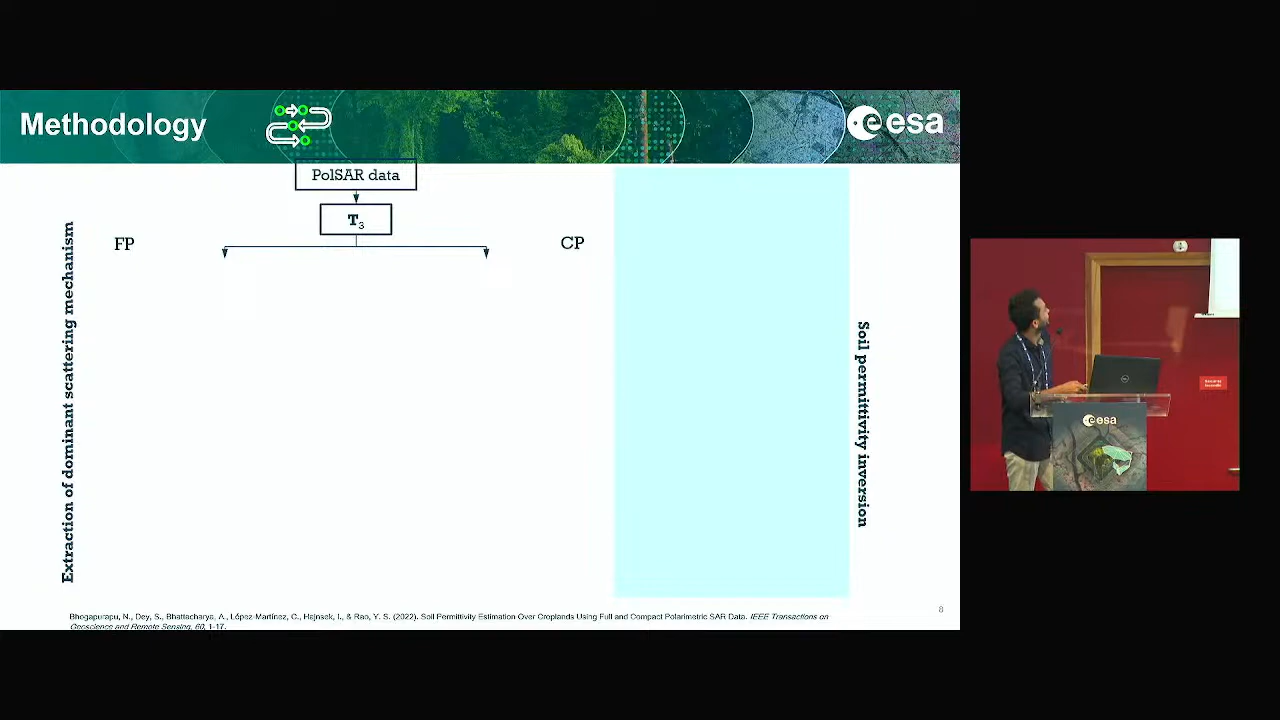 Methodology
esa
PolSAR data
T3
FP
CP
Extraction of dominant scattering mechanism
Soil permittivity inversion
8
Bhogapurapu, N., Dey, S., Bhattacharya, A., López-Martínez, C., Hajnsek, I., & Rao, Y. S. (2022). Soil Permittivity Estimation Over Croplands Using Full and Compact Polarimetric SAR Data. IEEE Transactions on
Geoscience and Remote Sensing, 60, 1-17.
esa